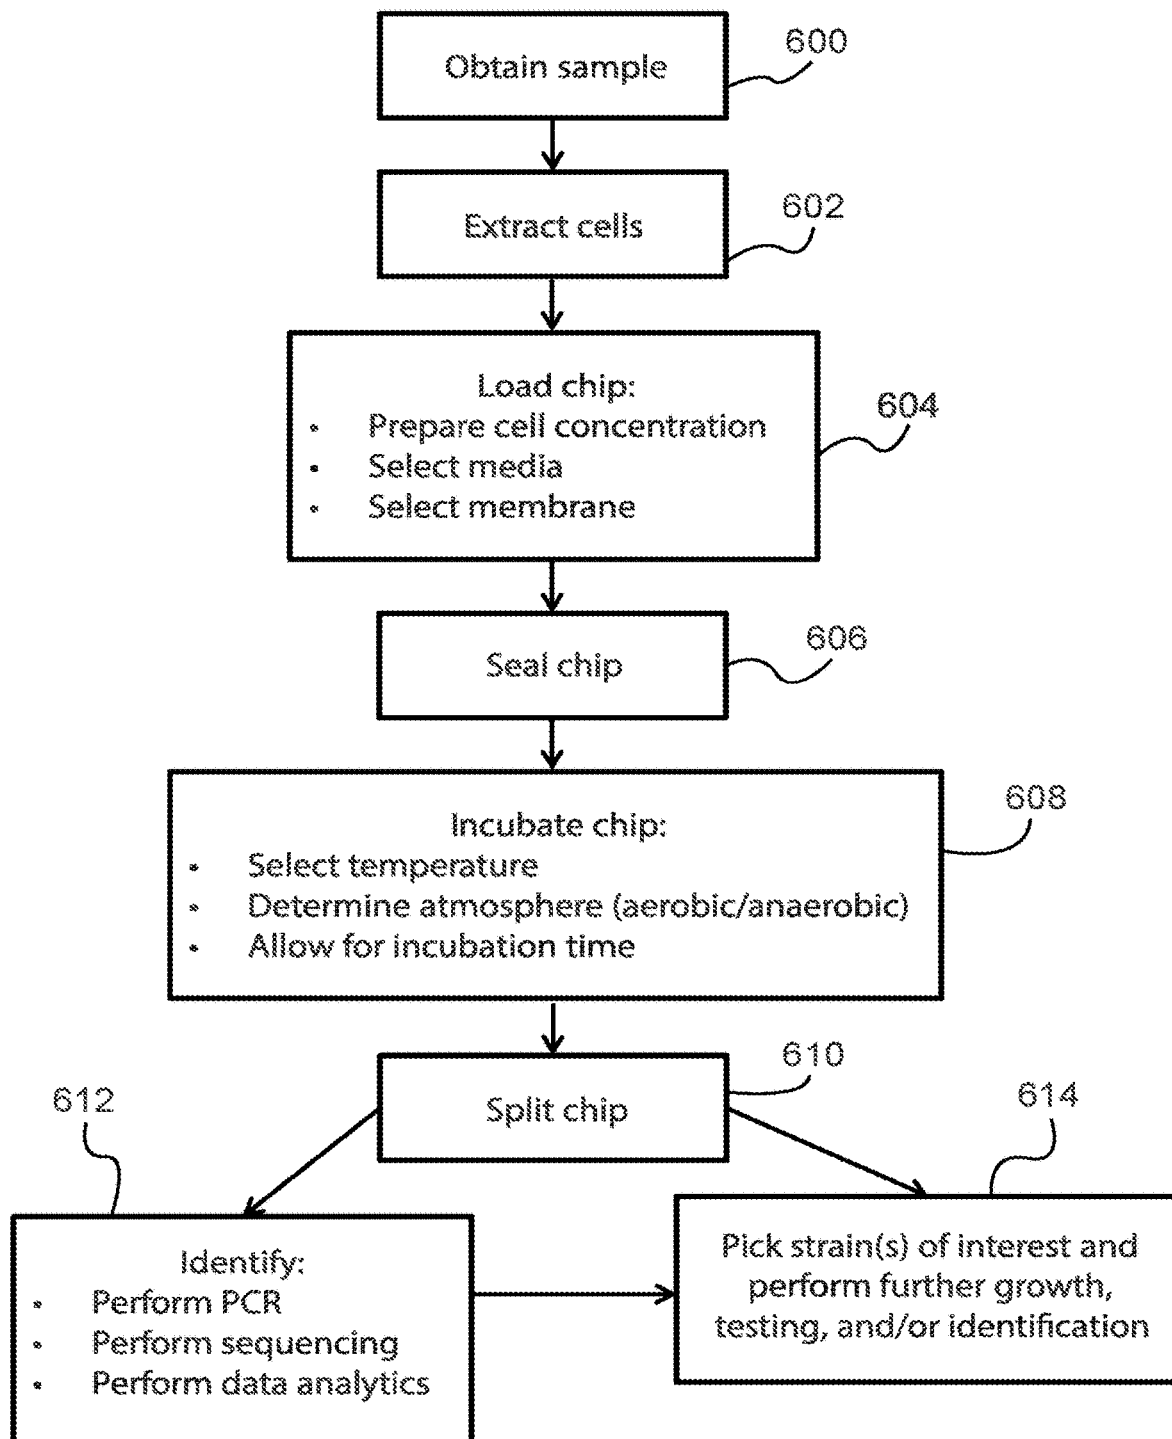 Obtain sample
600
Extract cells
602
Load chip:
• Prepare cell concentration
• Select media
• Select membrane
604
Seal chip
606
Incubate chip:
• Select temperature
• Determine atmosphere (aerobic/anaerobic)
• Allow for incubation time
608
Split chip
610
612
Identify:
• Perform PCR
• Perform sequencing
• Perform data analytics
614
Pick strain(s) of interest and
perform further growth,
testing, and/or identification